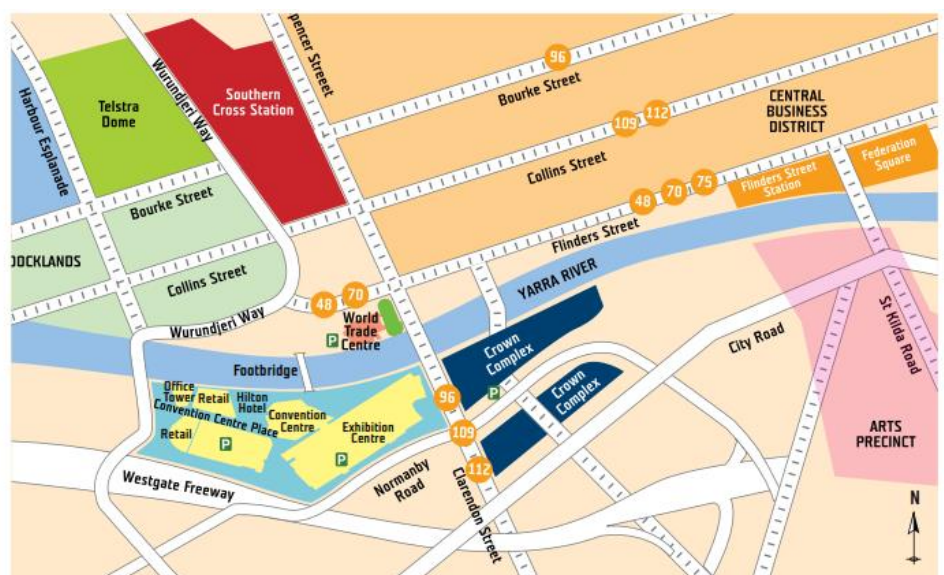 Spencer Streeet
96
Bourke Street
Wurundjeri Way
Southern
Cross Station
Telstra
Dome
Harbour Esplanade
109
112
CENTRAL
BUSINESS
DISTRICT
Collins Street
Federation
Square
Flinders Street
Station
48
70
75
Bourke Street
Flinders Street
DOCKLANDS
Collins Street
YARRA RIVER
48
70
World
Trade
Centre
P
Wurundjeri Way
St Kilda Road
City Road
Crown
Complex
Footbridge
Crown
Complex
P
Office
Tower
Retail
Hilton
Hotel
Convention Centre Place
Convention
Centre
Exhibition
Centre
Retail
P
P
96
109
112
ARTS
PRECINCT
Normanby
Road
Westgate Freeway
Clarendon Street
N